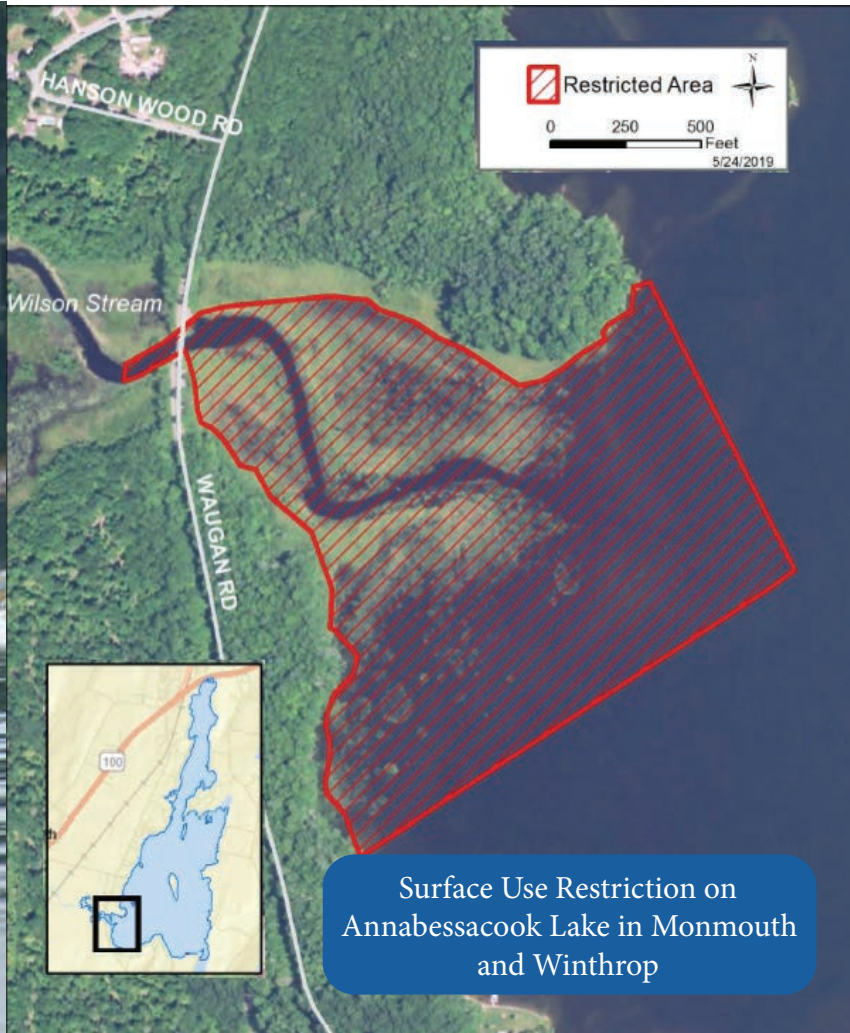 HANSON WOOD RD
Restricted Area
N
0 250 500
Feet
5/24/2019
Wilson Stream
WAUGAN RD
100
th
Surface Use Restriction on
Annabessacook Lake in Monmouth
and Winthrop